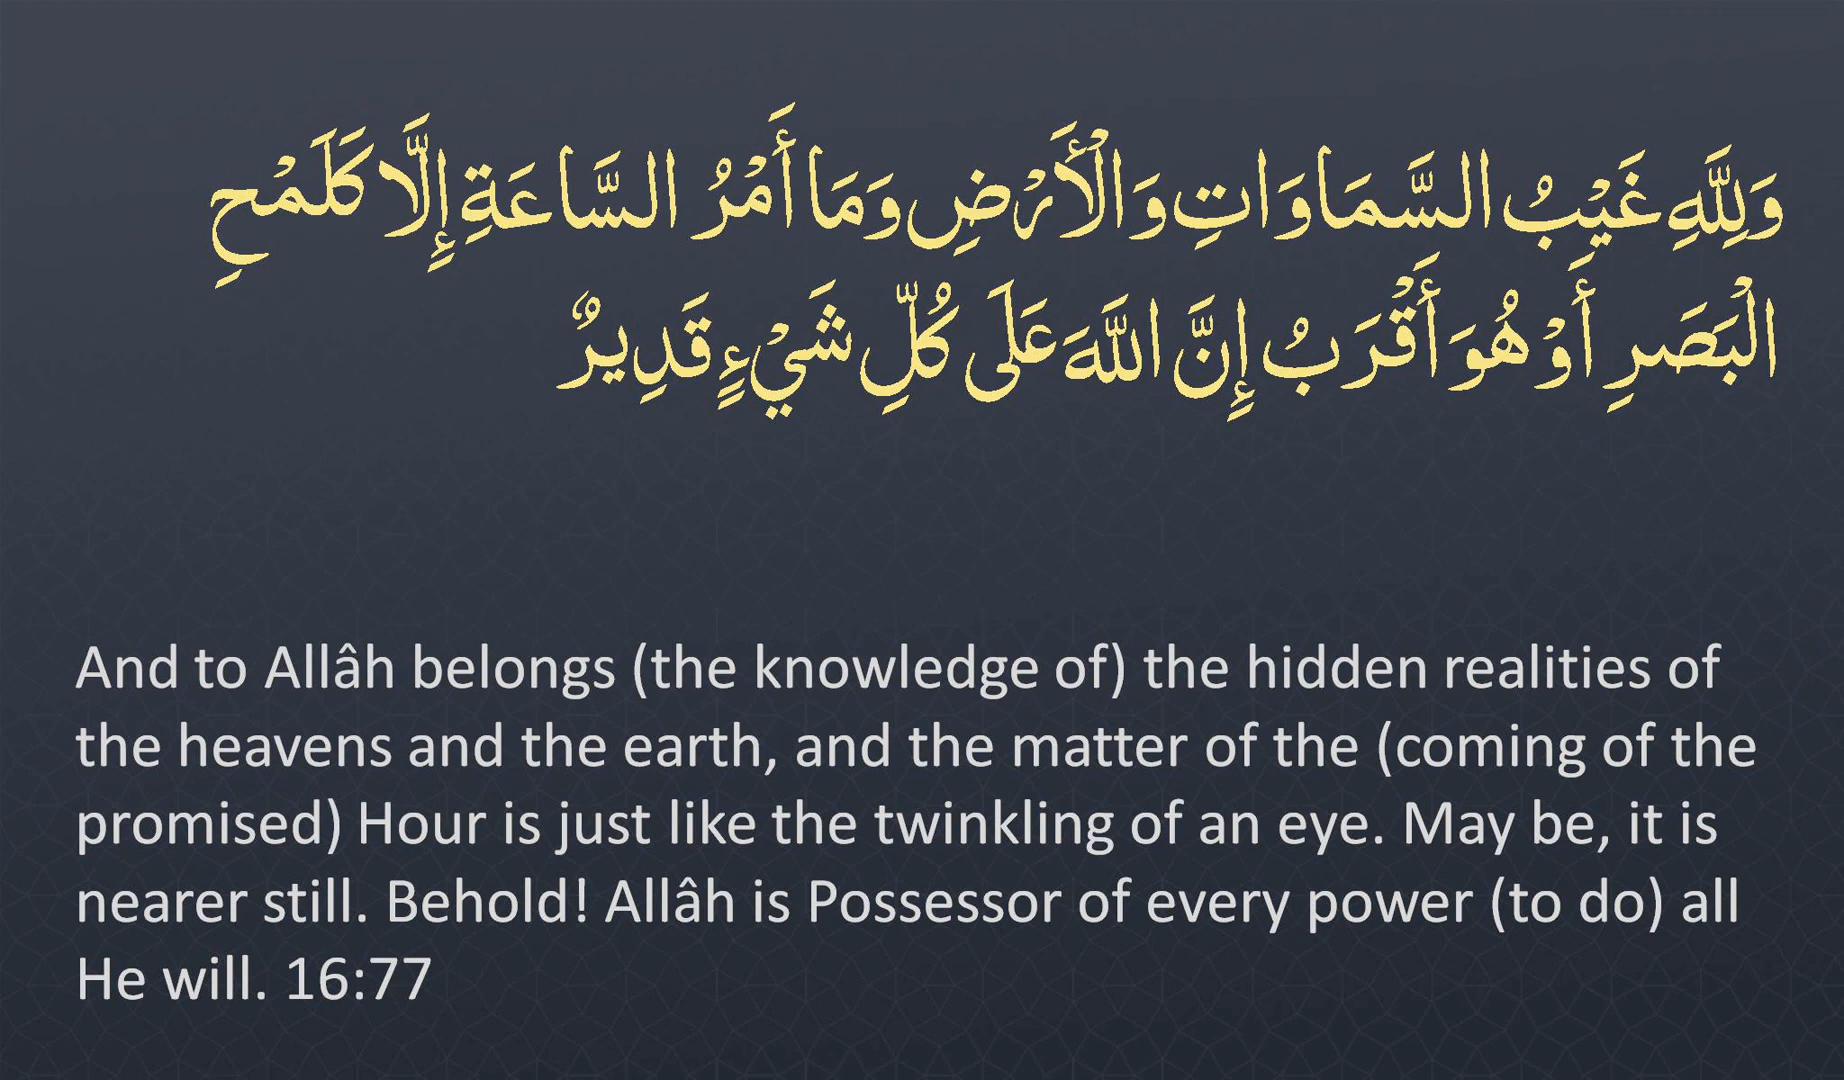 وَلِلَّهِ غَيْبُ السَّمَاوَاتِ وَالْأَرْضِ وَمَا أَمْرُ السَّاعَةِ إِلَّا كَلَمْحِ
الْبَصَرِ أَوْ هُوَ أَقْرَبُ إِنَّ اللَّهَ عَلَى كُلِّ شَيْءٍ قَدِيرٌ
And to Allâh belongs (the knowledge of) the hidden realities of
the heavens and the earth, and the matter of the (coming of the
promised) Hour is just like the twinkling of an eye. May be, it is
nearer still. Behold! Allâh is Possessor of every power (to do) all
He will. 16:77